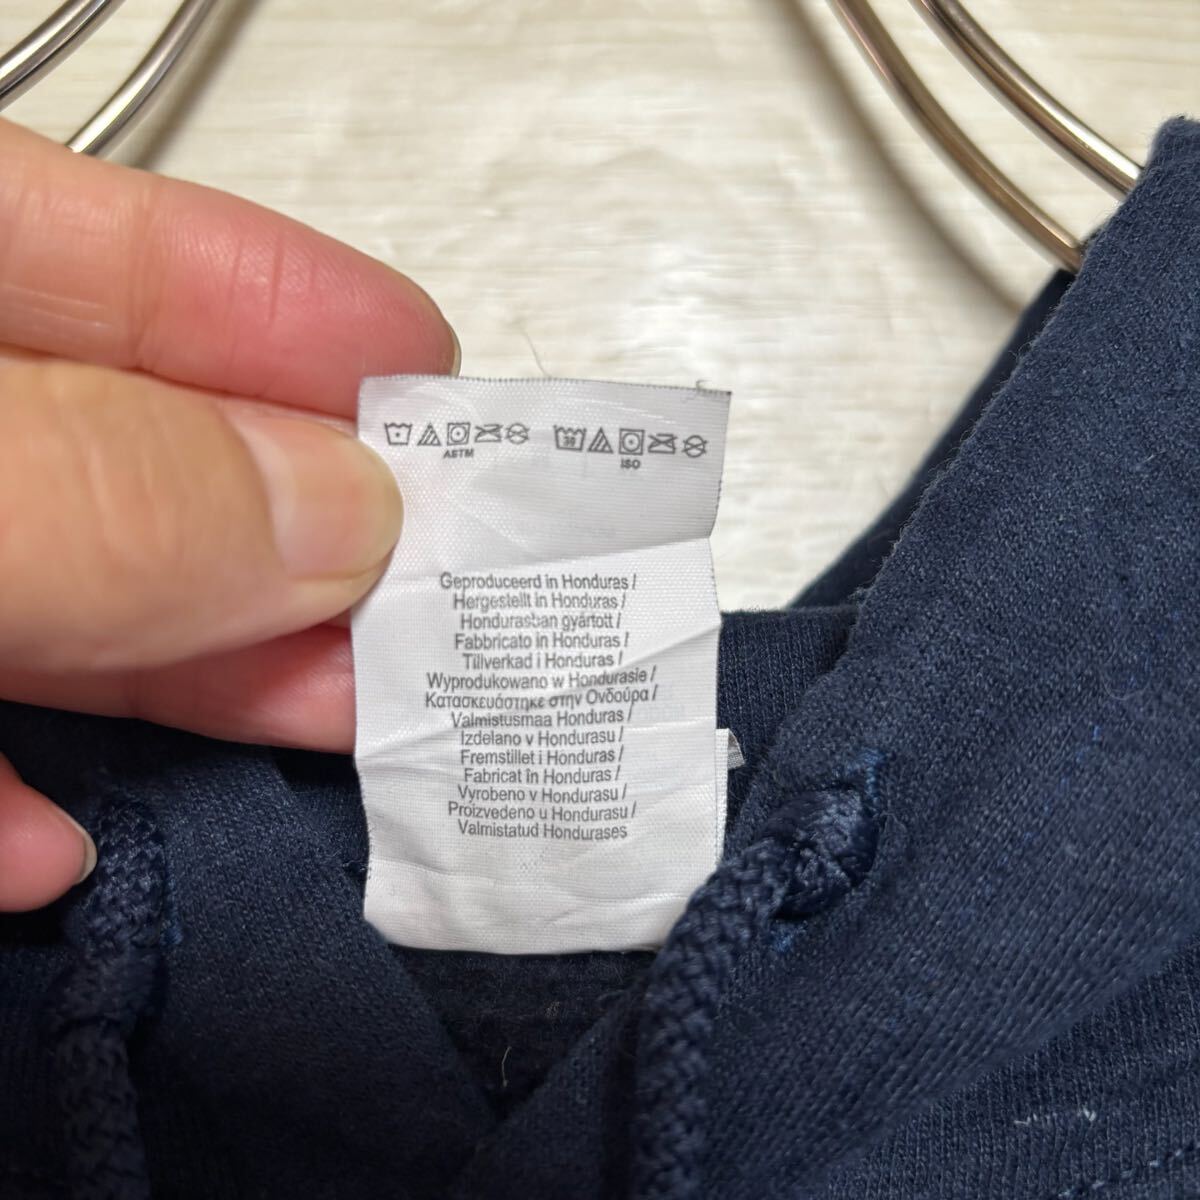 ASTM
30
ISO
Geproduceerd in Honduras /
Hergestellt in Honduras /
Hondurasban gyártott /
Fabbricato in Honduras /
Tillverkad i Honduras /
Wyprodukowano w Hondurasie /
Κατασκευάστηκε στην Ονδούρα /
Valmistusmaa Honduras /
Izdelano v Hondurasu /
Fremstillet i Honduras /
Fabricat în Honduras /
Vyrobeno v Hondurasu /
Proizvedeno u Hondurasu /
Valmistatud Hondurases